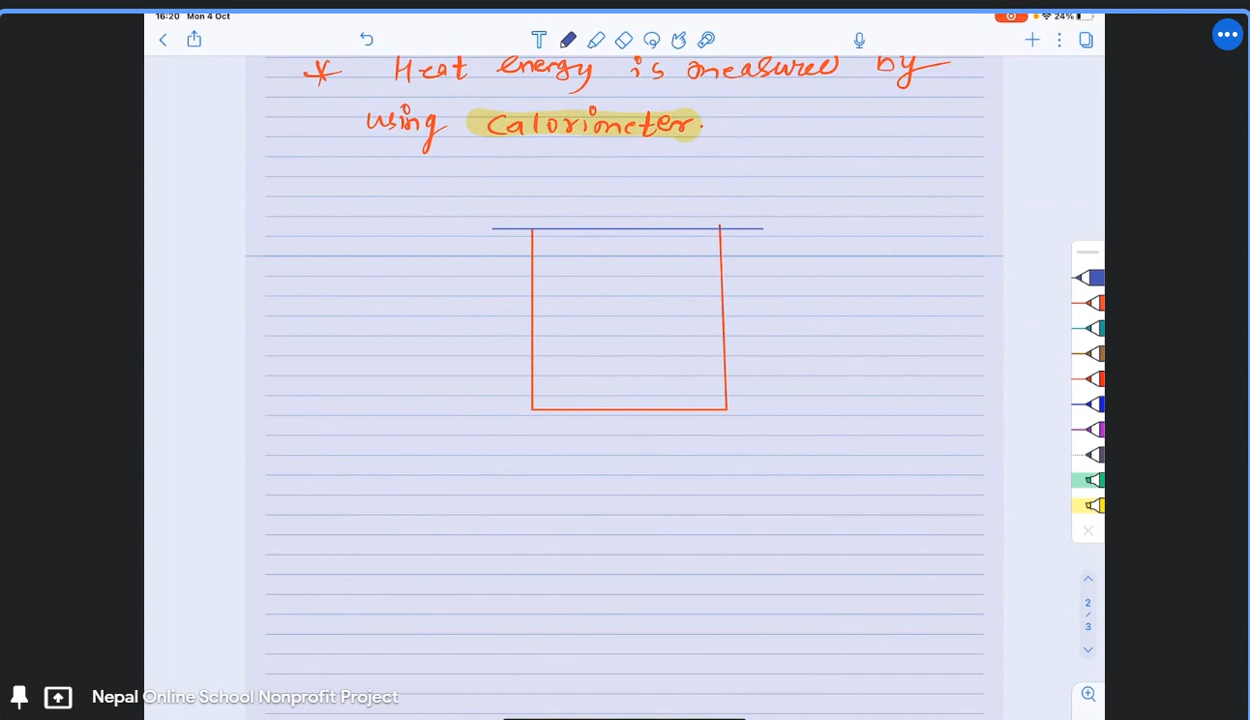 16:20 Mon 4 Oct
24%
* Heat energy is measured by
using calorimeter.
T
2
/
3
Nepal Online School Nonprofit Project